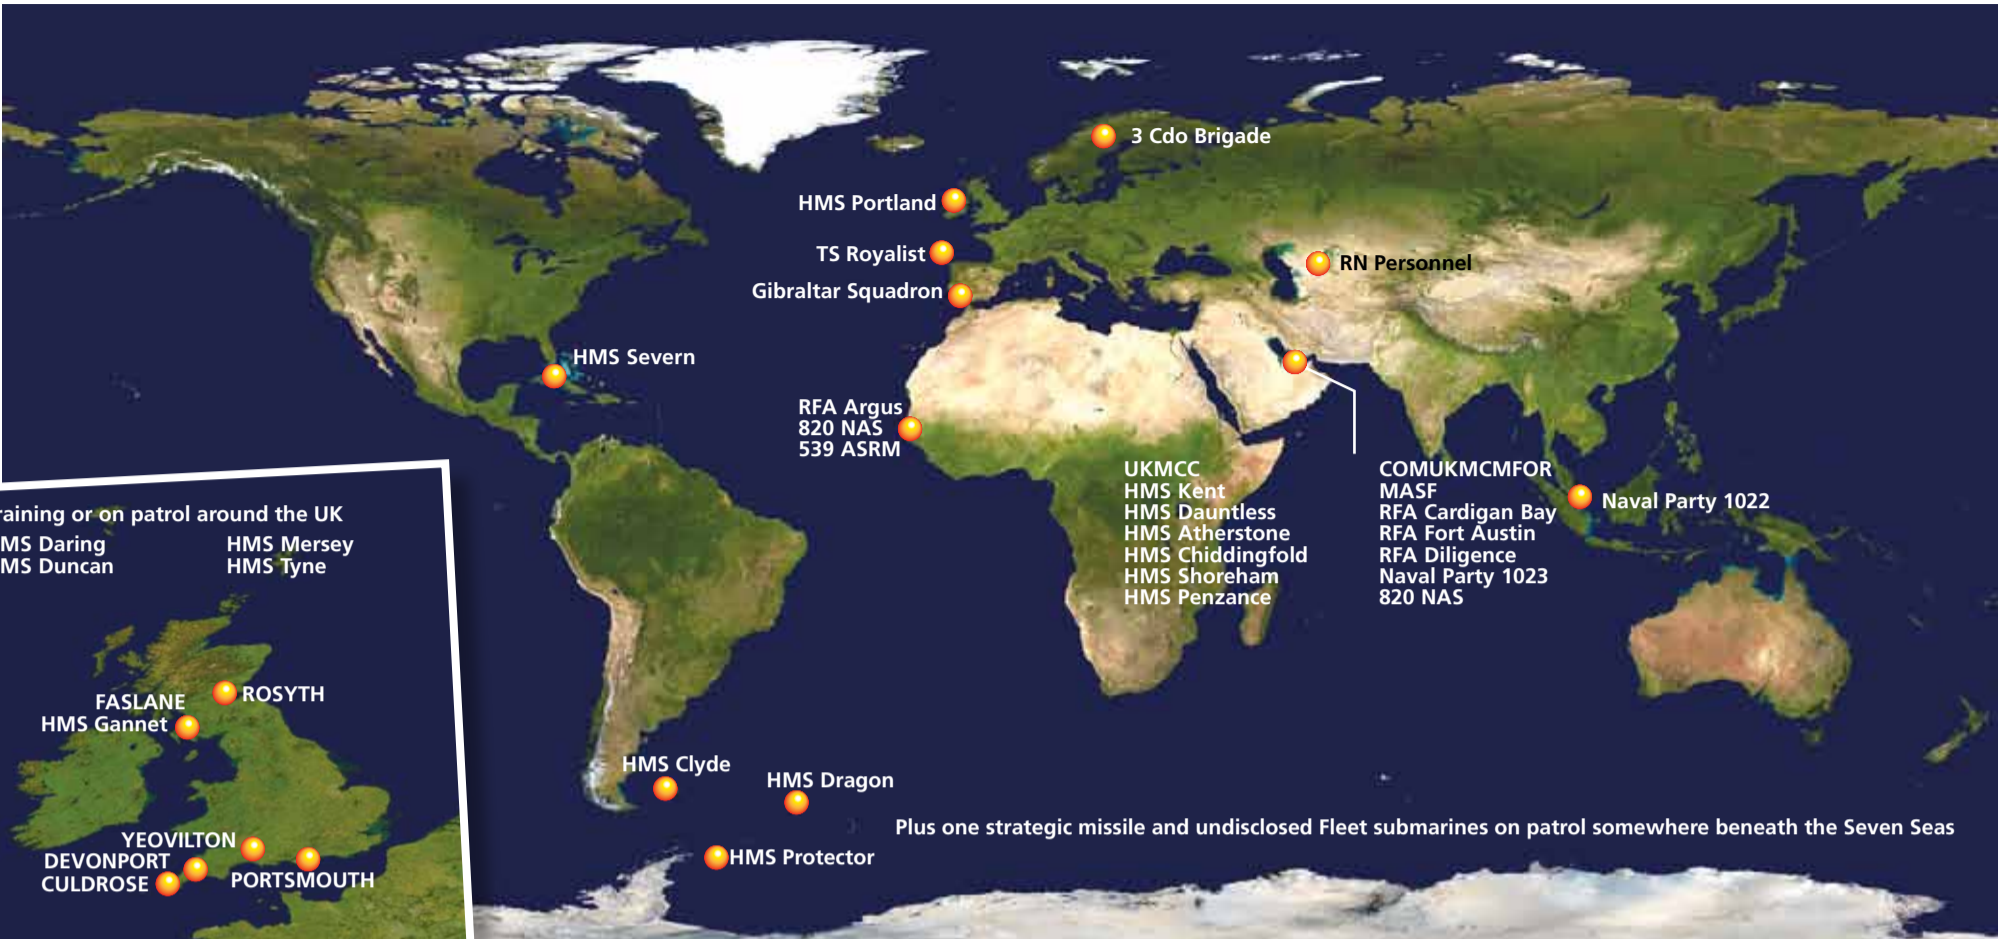 3 Cdo Brigade
HMS Portland
TS Royalist
RN Personnel
Gibraltar Squadron
HMS Severn
RFA Argus
820 NAS
539 ASRM
UKMCC
HMS Kent
HMS Dauntless
HMS Atherstone
HMS Chiddingfold
HMS Shoreham
HMS Penzance
COMUKMCMFOR
MASF
RFA Cardigan Bay
RFA Fort Austin
RFA Diligence
Naval Party 1023
820 NAS
Naval Party 1022
raining or on patrol around the UK
MS Daring
MS Duncan
HMS Mersey
HMS Tyne
FASLANE
HMS Gannet
ROSYTH
YEOVILTON
DEVONPORT
CULDROSE
PORTSMOUTH
HMS Clyde
HMS Dragon
HMS Protector
Plus one strategic missile and undisclosed Fleet submarines on patrol somewhere beneath the Seven Seas